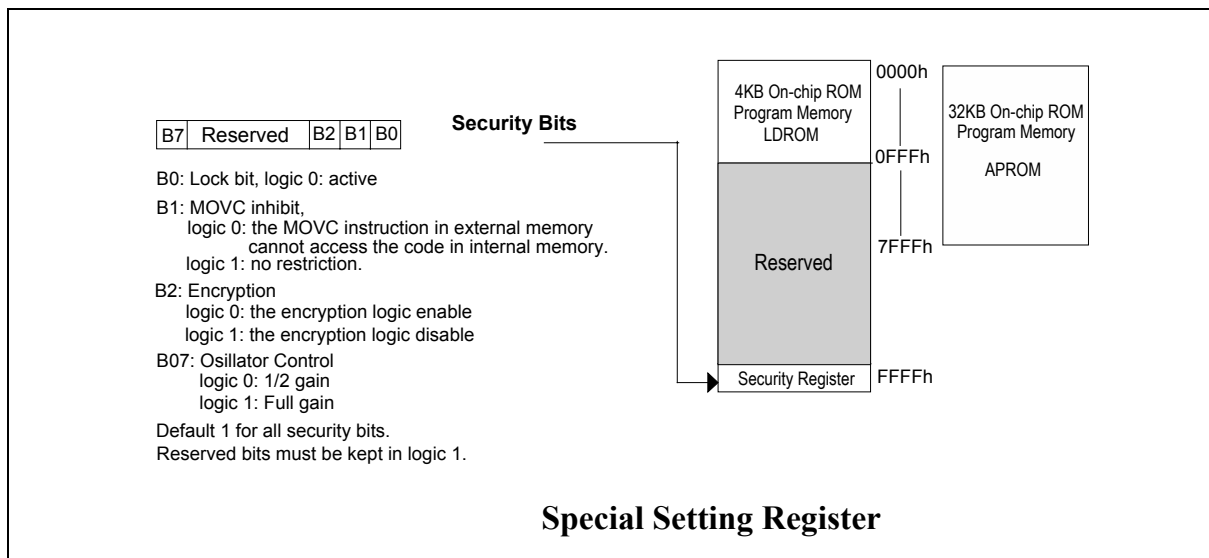 B7 Reserved B2 B1 B0
Security Bits
B0: Lock bit, logic 0: active
B1: MOVC inhibit,
logic 0: the MOVC instruction in external memory
cannot access the code in internal memory.
logic 1: no restriction.
B2: Encryption
logic 0: the encryption logic enable
logic 1: the encryption logic disable
B07: Osillator Control
logic 0: 1/2 gain
logic 1: Full gain
Default 1 for all security bits.
Reserved bits must be kept in logic 1.
4KB On-chip ROM
Program Memory
LDROM
Reserved
Security Register
0000h
0FFFh
7FFFh
FFFFh
32KB On-chip ROM
Program Memory
APROM
Special Setting Register